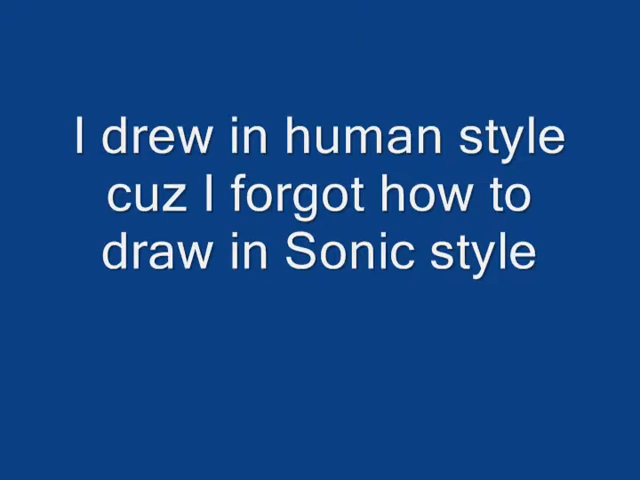 I drew in human style
cuz I forgot how to
draw in Sonic style